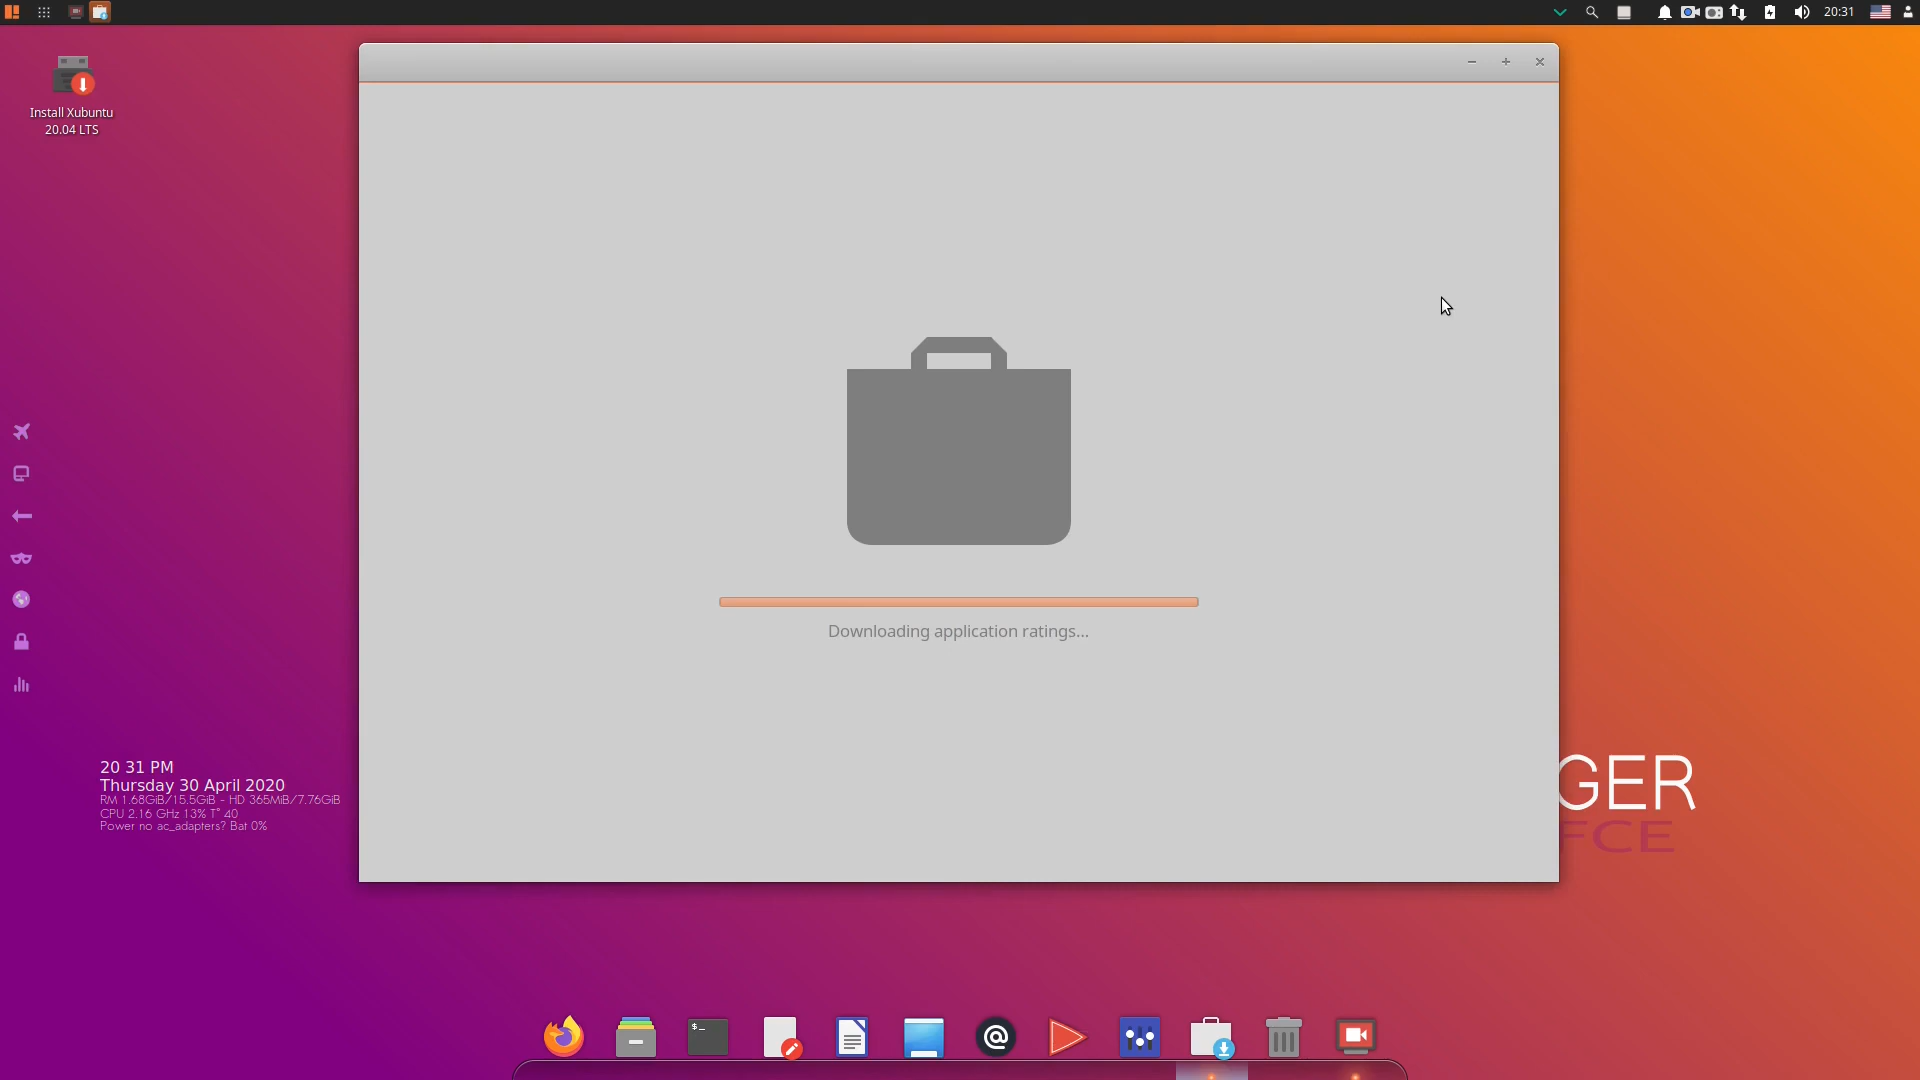 20:31
Install Xubuntu
20.04 LTS
$_
Downloading application ratings...
20 31 PM
Thursday 30 April 2020
RM 1.68GiB/15.5GiB - HD 365MiB/7.76GiB
CPU 2.16 GHz 13% T° 40
Power no ac_adapters? Bat 0%
GER
FCE
@